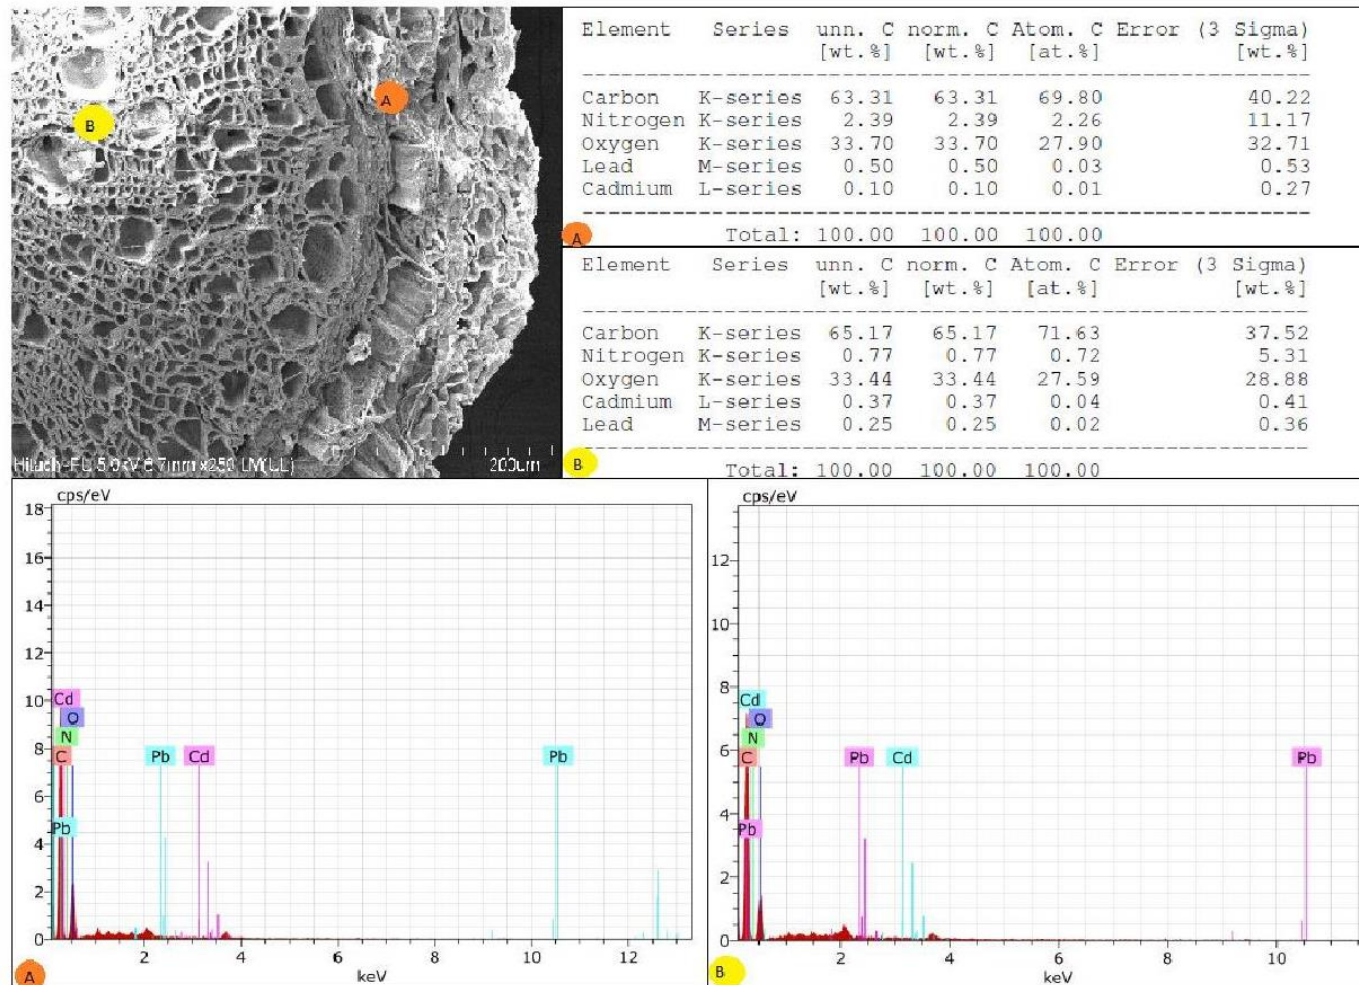 A
B
Hitach-FU 5.0kV 6.7mm x250 LM(UL)
200um
Element Series unn. C norm. C Atom. C Error (3 Sigma)
[wt.%] [wt.%] [at.%] [wt.%]
Carbon K-series 63.31 63.31 69.80 40.22
Nitrogen K-series 2.39 2.39 2.26 11.17
Oxygen K-series 33.70 33.70 27.90 32.71
Lead M-series 0.50 0.50 0.03 0.53
Cadmium L-series 0.10 0.10 0.01 0.27
Total: 100.00 100.00 100.00
A
Element Series unn. C norm. C Atom. C Error (3 Sigma)
[wt.%] [wt.%] [at.%] [wt.%]
Carbon K-series 65.17 65.17 71.63 37.52
Nitrogen K-series 0.77 0.77 0.72 5.31
Oxygen K-series 33.44 33.44 27.59 28.88
Cadmium L-series 0.37 0.37 0.04 0.41
Lead M-series 0.25 0.25 0.02 0.36
Total: 100.00 100.00 100.00
B
cps/eV
18
16
14
12
10
8
6
4
2
0
Cd
O
N
C
Pb
Pb
Cd
Pb
2 4 6 8 10 12
keV
A
cps/eV
12
10
8
6
4
2
0
Cd
O
N
C
Pb
Pb
Cd
Pb
2 4 6 8 10
keV
B